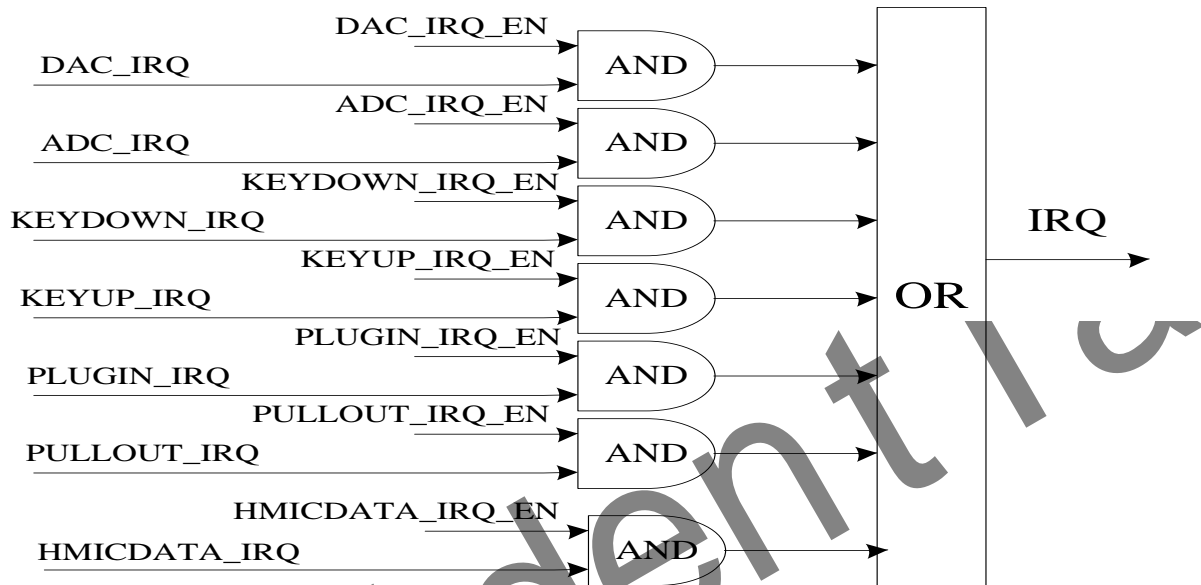 DAC_IRQ_EN
DAC_IRQ
AND
ADC_IRQ_EN
ADC_IRQ
AND
KEYDOWN_IRQ_EN
KEYDOWN_IRQ
AND
IRQ
KEYUP_IRQ_EN
KEYUP_IRQ
AND
OR
PLUGIN_IRQ_EN
PLUGIN_IRQ
AND
PULLOUT_IRQ_EN
PULLOUT_IRQ
AND
HMICDATA_IRQ_EN
HMICDATA_IRQ
AND